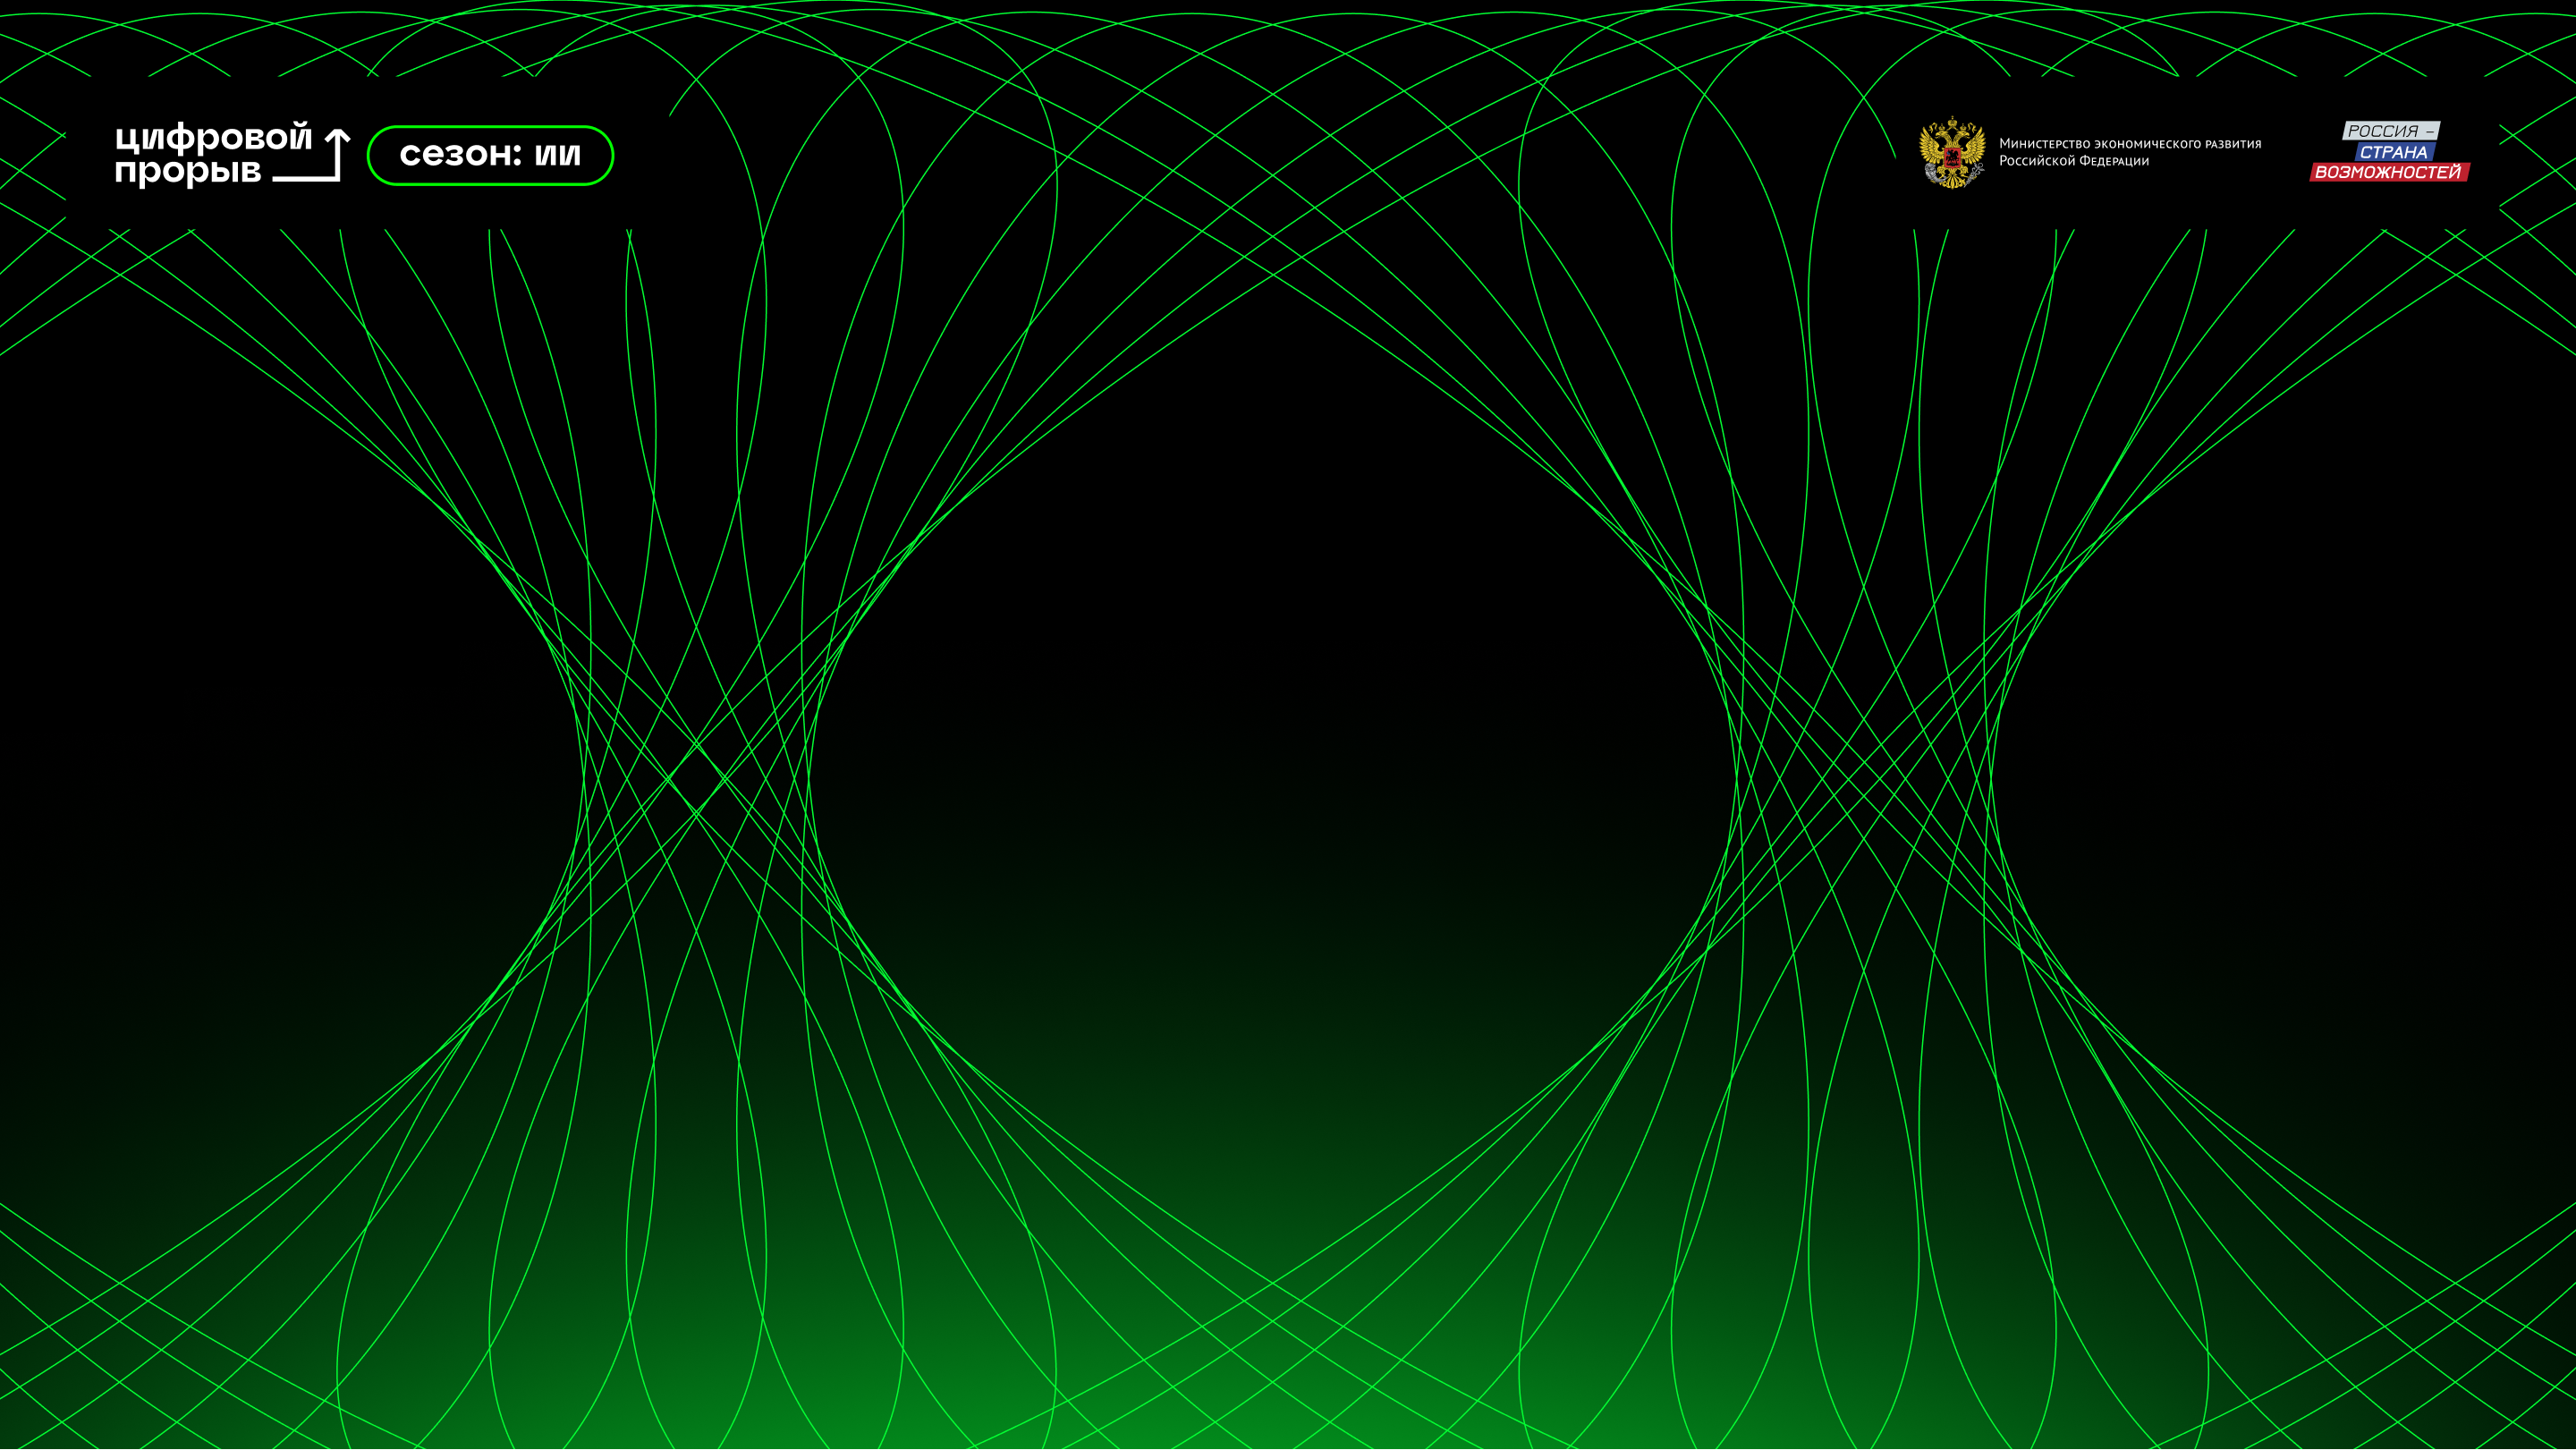 цифровой
прорыв
сезон: ии
Министерство экономического развития
Российской Федерации
РОССИЯ –
СТРАНА
ВОЗМОЖНОСТЕЙ